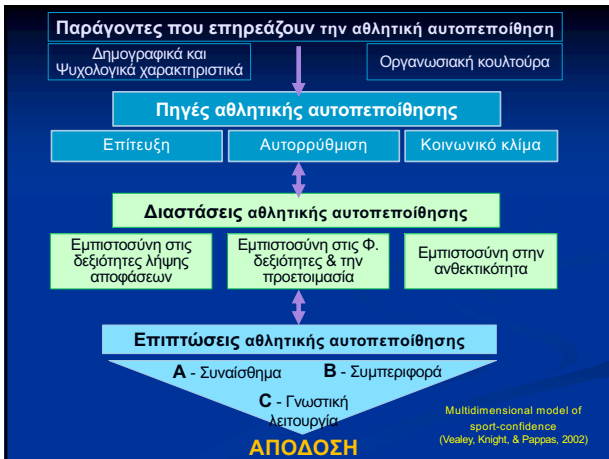 Παράγοντες που επηρεάζουν την αθλητική αυτοπεποίθηση
Δημογραφικά και
Ψυχολογικά χαρακτηριστικά
Οργανωσιακή κουλτούρα
Πηγές αθλητικής αυτοπεποίθησης
Επίτευξη
Αυτορρύθμιση
Κοινωνικό κλίμα
Διαστάσεις αθλητικής αυτοπεποίθησης
Εμπιστοσύνη στις
δεξιότητες λήψης
αποφάσεων
Εμπιστοσύνη στις Φ.
δεξιότητες & την
προετοιμασία
Εμπιστοσύνη στην
ανθεκτικότητα
Επιπτώσεις αθλητικής αυτοπεποίθησης
A - Συναίσθημα
B - Συμπεριφορά
C - Γνωστική
λειτουργία
ΑΠΟΔΟΣΗ
Multidimensional model of
sport-confidence
(Vealey, Knight, & Pappas, 2002)